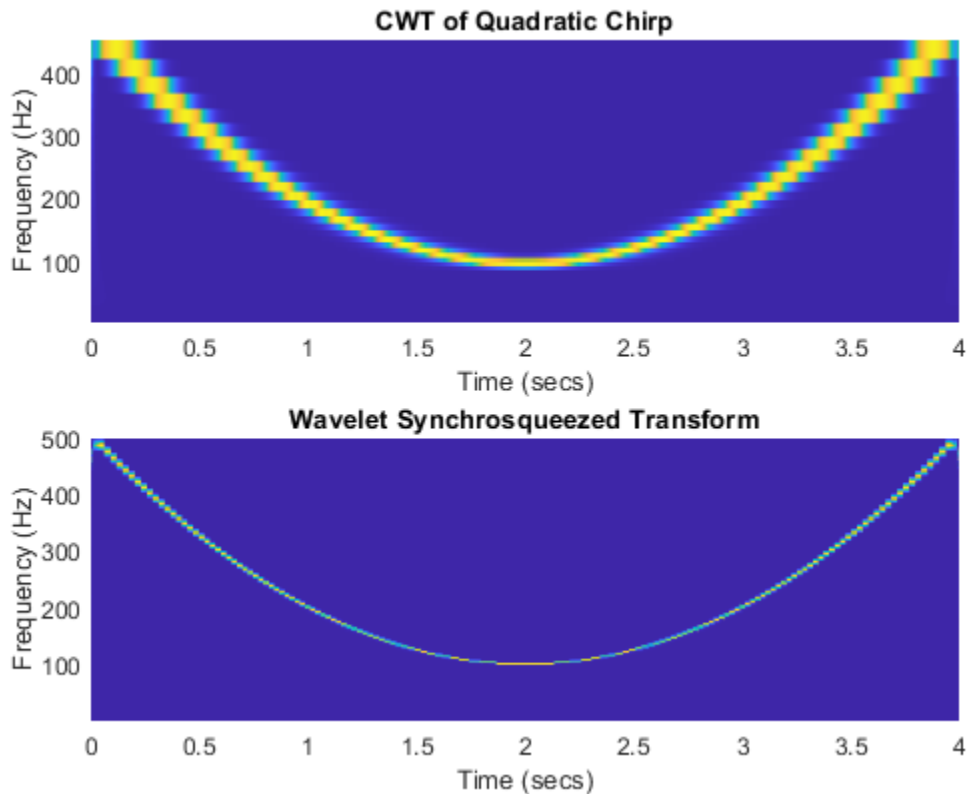 CWT of Quadratic Chirp
400
300
200
100
Frequency (Hz)
0 0.5 1 1.5 2 2.5 3 3.5 4
Time (secs)
Wavelet Synchrosqueezed Transform
500
400
300
200
100
Frequency (Hz)
0 0.5 1 1.5 2 2.5 3 3.5 4
Time (secs)